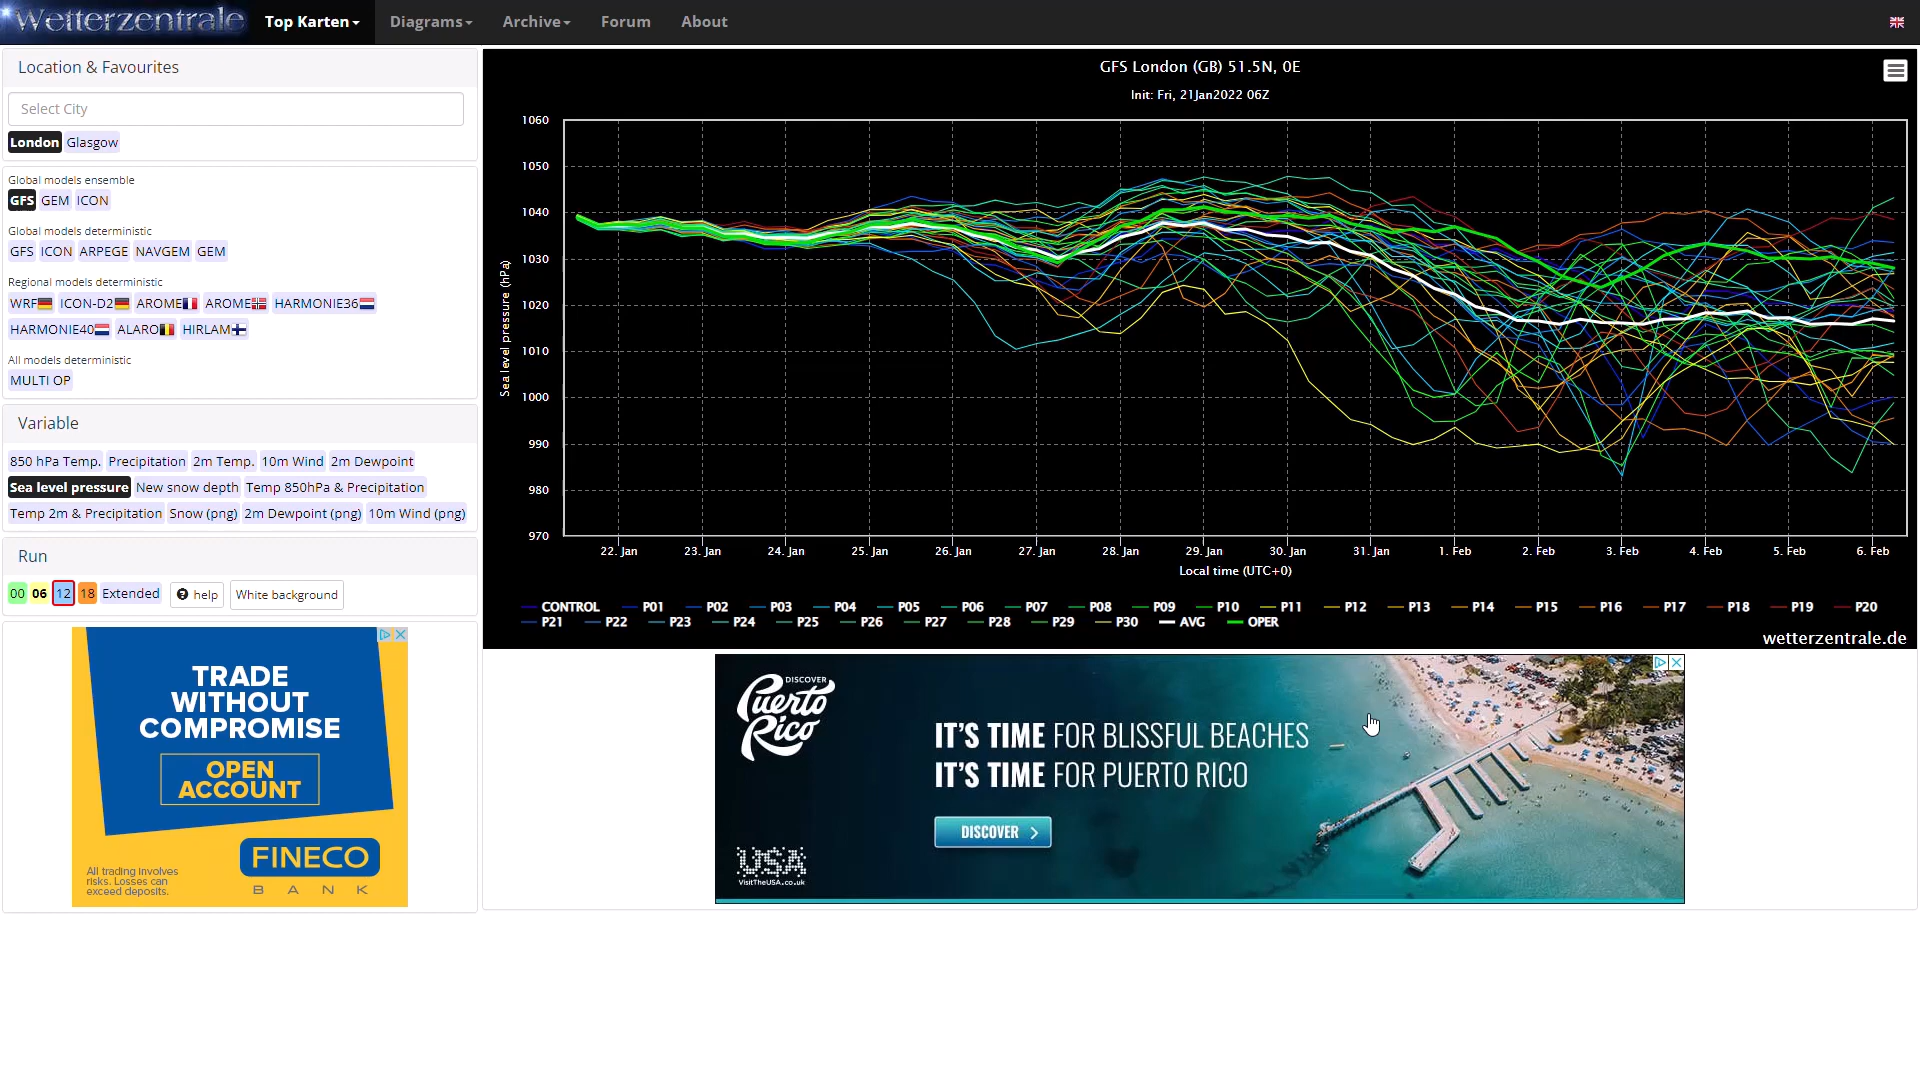 Wetterzentrale Top Karten Diagrams Archive Forum About
Location & Favourites
Select City
London Glasgow
Global models ensemble
GFS GEM ICON
Global models deterministic
GFS ICON ARPEGE NAVGEM GEM
Regional models deterministic
WRF ICON-D2 AROME AROME HARMONIE36
HARMONIE40 ALARO HIRLAM
All models deterministic
MULTI OP
Variable
850 hPa Temp. Precipitation 2m Temp. 10m Wind 2m Dewpoint
Sea level pressure New snow depth Temp 850hPa & Precipitation
Temp 2m & Precipitation Snow (png) 2m Dewpoint (png) 10m Wind (png)
Run
00 06 12 18 Extended help White background
TRADE
WITHOUT
COMPROMISE
OPEN
ACCOUNT
FINECO
BANK
All trading involves
risks. Losses can
exceed deposits.
GFS London (GB) 51.5N, 0E
Init: Fri, 21Jan2022 06Z
Sea level pressure (hPa)
1060
1050
1040
1030
1020
1010
1000
990
980
970
22. Jan 23. Jan 24. Jan 25. Jan 26. Jan 27. Jan 28. Jan 29. Jan 30. Jan 31. Jan 1. Feb 2. Feb 3. Feb 4. Feb 5. Feb 6. Feb
Local time (UTC+0)
CONTROL P01 P02 P03 P04 P05 P06 P07 P08 P09 P10 P11 P12 P13 P14 P15 P16 P17 P18 P19 P20
P21 P22 P23 P24 P25 P26 P27 P28 P29 P30 AVG OPER
wetterzentrale.de
DISCOVER
Puerto
Rico
IT'S TIME FOR BLISSFUL BEACHES
IT'S TIME FOR PUERTO RICO
DISCOVER
USA
VisitTheUSA.co.uk